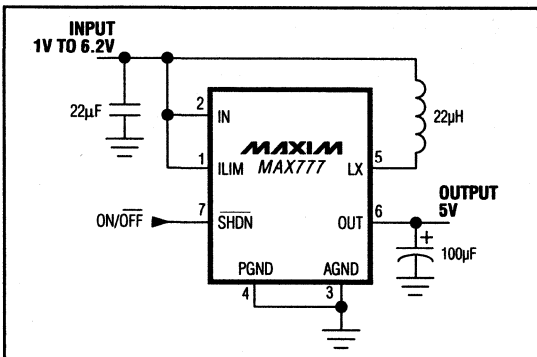 INPUT
1V TO 6.2V
22µF
2
IN
22µH
MAXIM
MAX777
1
ILIM
5
LX
OUTPUT
5V
7
ON/OFF
SHDN
6
OUT
+
100µF
PGND
AGND
4
3